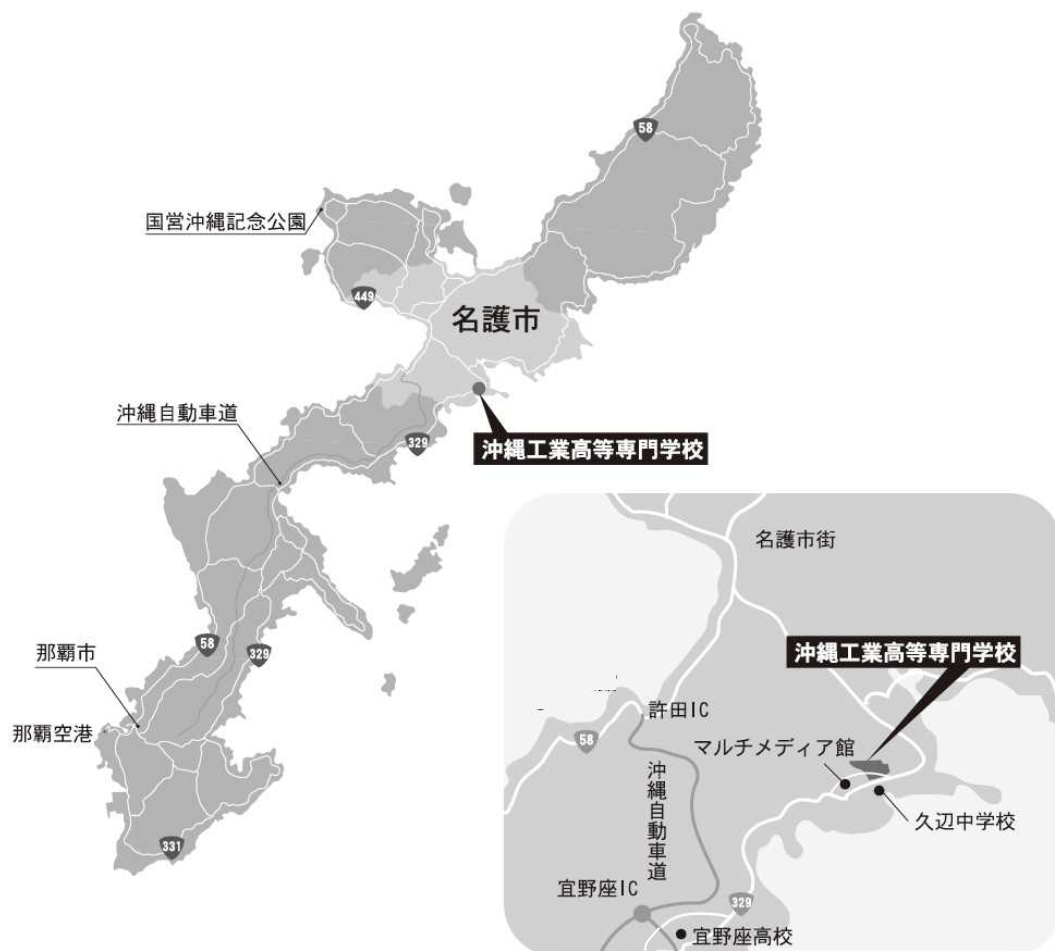 58
国営沖縄記念公園
449
名護市
沖縄自動車道
329
沖縄工業高等専門学校
58
329
那覇市
那覇空港
331
名護市街
沖縄工業高等専門学校
許田IC
58
マルチメディア館
沖縄自動車道
久辺中学校
宜野座IC
329
宜野座高校